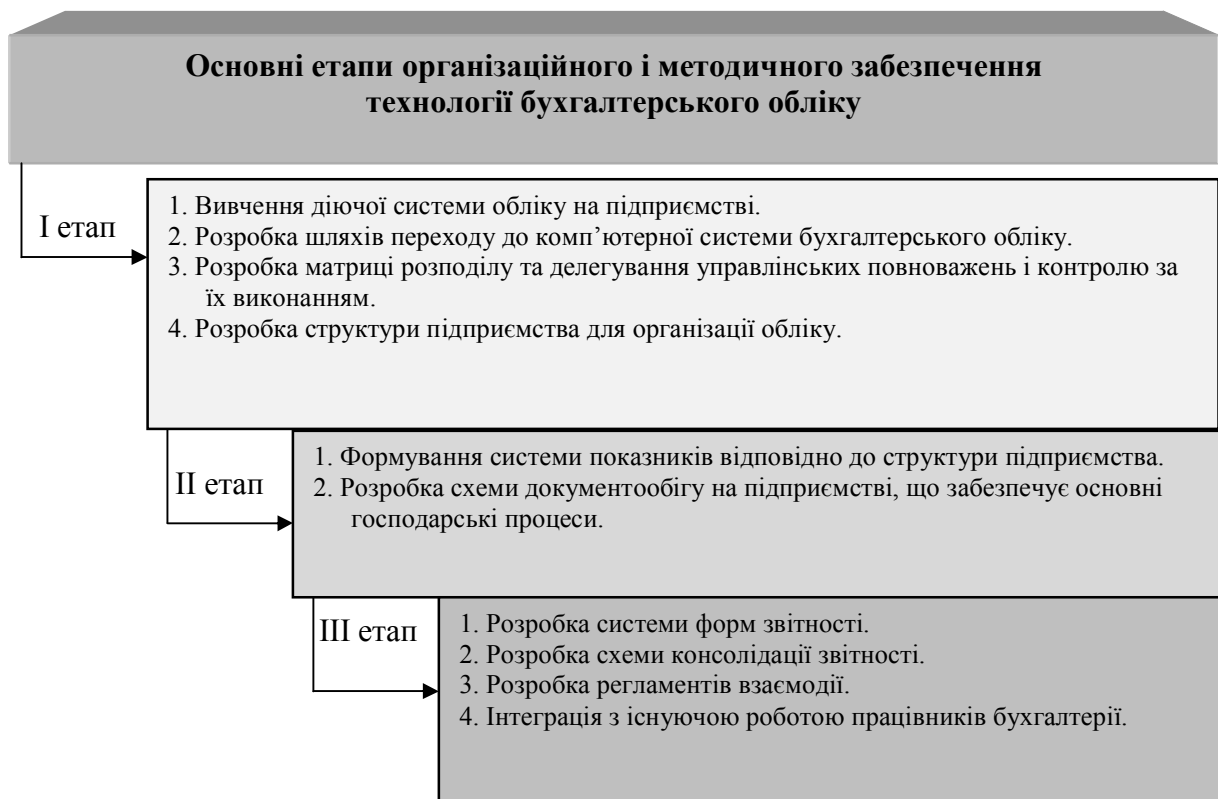 Основні етапи організаційного і методичного забезпечення
технології бухгалтерського обліку
І етап
1. Вивчення діючої системи обліку на підприємстві.
2. Розробка шляхів переходу до комп’ютерної системи бухгалтерського обліку.
3. Розробка матриці розподілу та делегування управлінських повноважень і контролю за
їх виконанням.
4. Розробка структури підприємства для організації обліку.
ІІ етап
1. Формування системи показників відповідно до структури підприємства.
2. Розробка схеми документообігу на підприємстві, що забезпечує основні
господарські процеси.
ІІІ етап
1. Розробка системи форм звітності.
2. Розробка схеми консолідації звітності.
3. Розробка регламентів взаємодії.
4. Інтеграція з існуючою роботою працівників бухгалтерії.